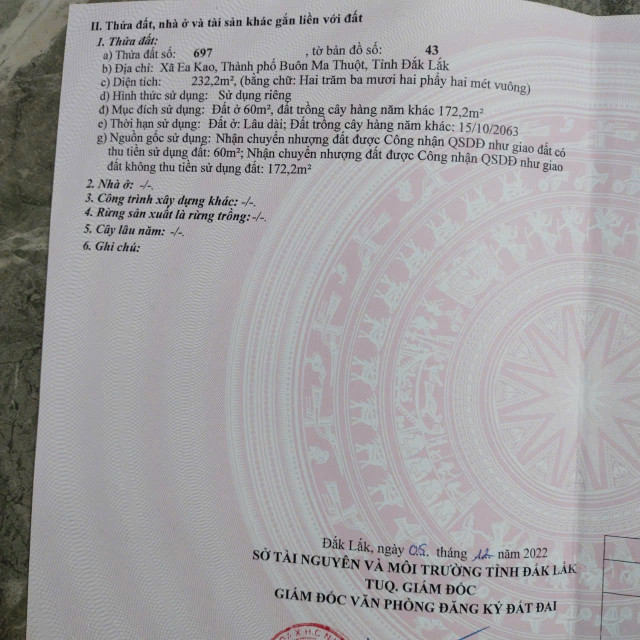 II. Thửa đất, nhà ở và tài sản khác gắn liền với đất
1. Thửa đất:
a) Thửa đất số: 697 , tờ bản đồ số: 43
b) Địa chỉ: Xã Ea Kao, Thành phố Buôn Ma Thuột, Tỉnh Đắk Lắk
c) Diện tích: 232,2m², (bằng chữ: Hai trăm ba mươi hai phẩy hai mét vuông)
d) Hình thức sử dụng: Sử dụng riêng
đ) Mục đích sử dụng: Đất ở 60m², đất trồng cây hàng năm khác 172,2m²
e) Thời hạn sử dụng: Đất ở: Lâu dài; Đất trồng cây hàng năm khác: 15/10/2063
g) Nguồn gốc sử dụng: Nhận chuyển nhượng đất được Công nhận QSDĐ như giao đất có
thu tiền sử dụng đất: 60m²; Nhận chuyển nhượng đất được Công nhận QSDĐ như giao
đất không thu tiền sử dụng đất: 172,2m²
2. Nhà ở: -/-.
3. Công trình xây dựng khác: -/-.
4. Rừng sản xuất là rừng trồng:-/-.
5. Cây lâu năm: -/-.
6. Ghi chú:
Đắk Lắk, ngày 05 tháng 12 năm 2022
SỞ TÀI NGUYÊN VÀ MÔI TRƯỜNG TỈNH ĐẮK LẮK
TUQ. GIÁM ĐỐC
GIÁM ĐỐC VĂN PHÒNG ĐĂNG KÝ ĐẤT ĐAI